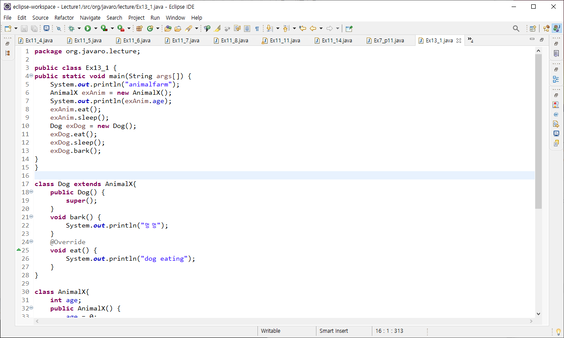 eclipse-workspace - Lecture1/src/org/javaro/lecture/Ex13_1.java - Eclipse IDE
File Edit Source Refactor Navigate Search Project Run Window Help
Ex11_4.java Ex11_5.java Ex11_6.java Ex11_7.java Ex11_8.java Ex11_11.java Ex11_14.java Ex7_p11.java Ex13_1.java
1 package org.javaro.lecture;
2
3 public class Ex13_1 {
4 public static void main(String args[]) {
5 System.out.println("animalfarm");
6 AnimalX exAnim = new AnimalX();
7 System.out.println(exAnim.age);
8 exAnim.eat();
9 exAnim.sleep();
10 Dog exDog = new Dog();
11 exDog.eat();
12 exDog.sleep();
13 exDog.bark();
14 }
15 }
16
17 class Dog extends AnimalX{
18 public Dog() {
19 super();
20 }
21 void bark() {
22 System.out.println("멍멍");
23 }
24 @Override
25 void eat() {
26 System.out.println("dog eating");
27 }
28 }
29
30 class AnimalX{
31 int age;
32 public AnimalX() {
33 age = 0;
Writable Smart Insert 16 : 1 : 313